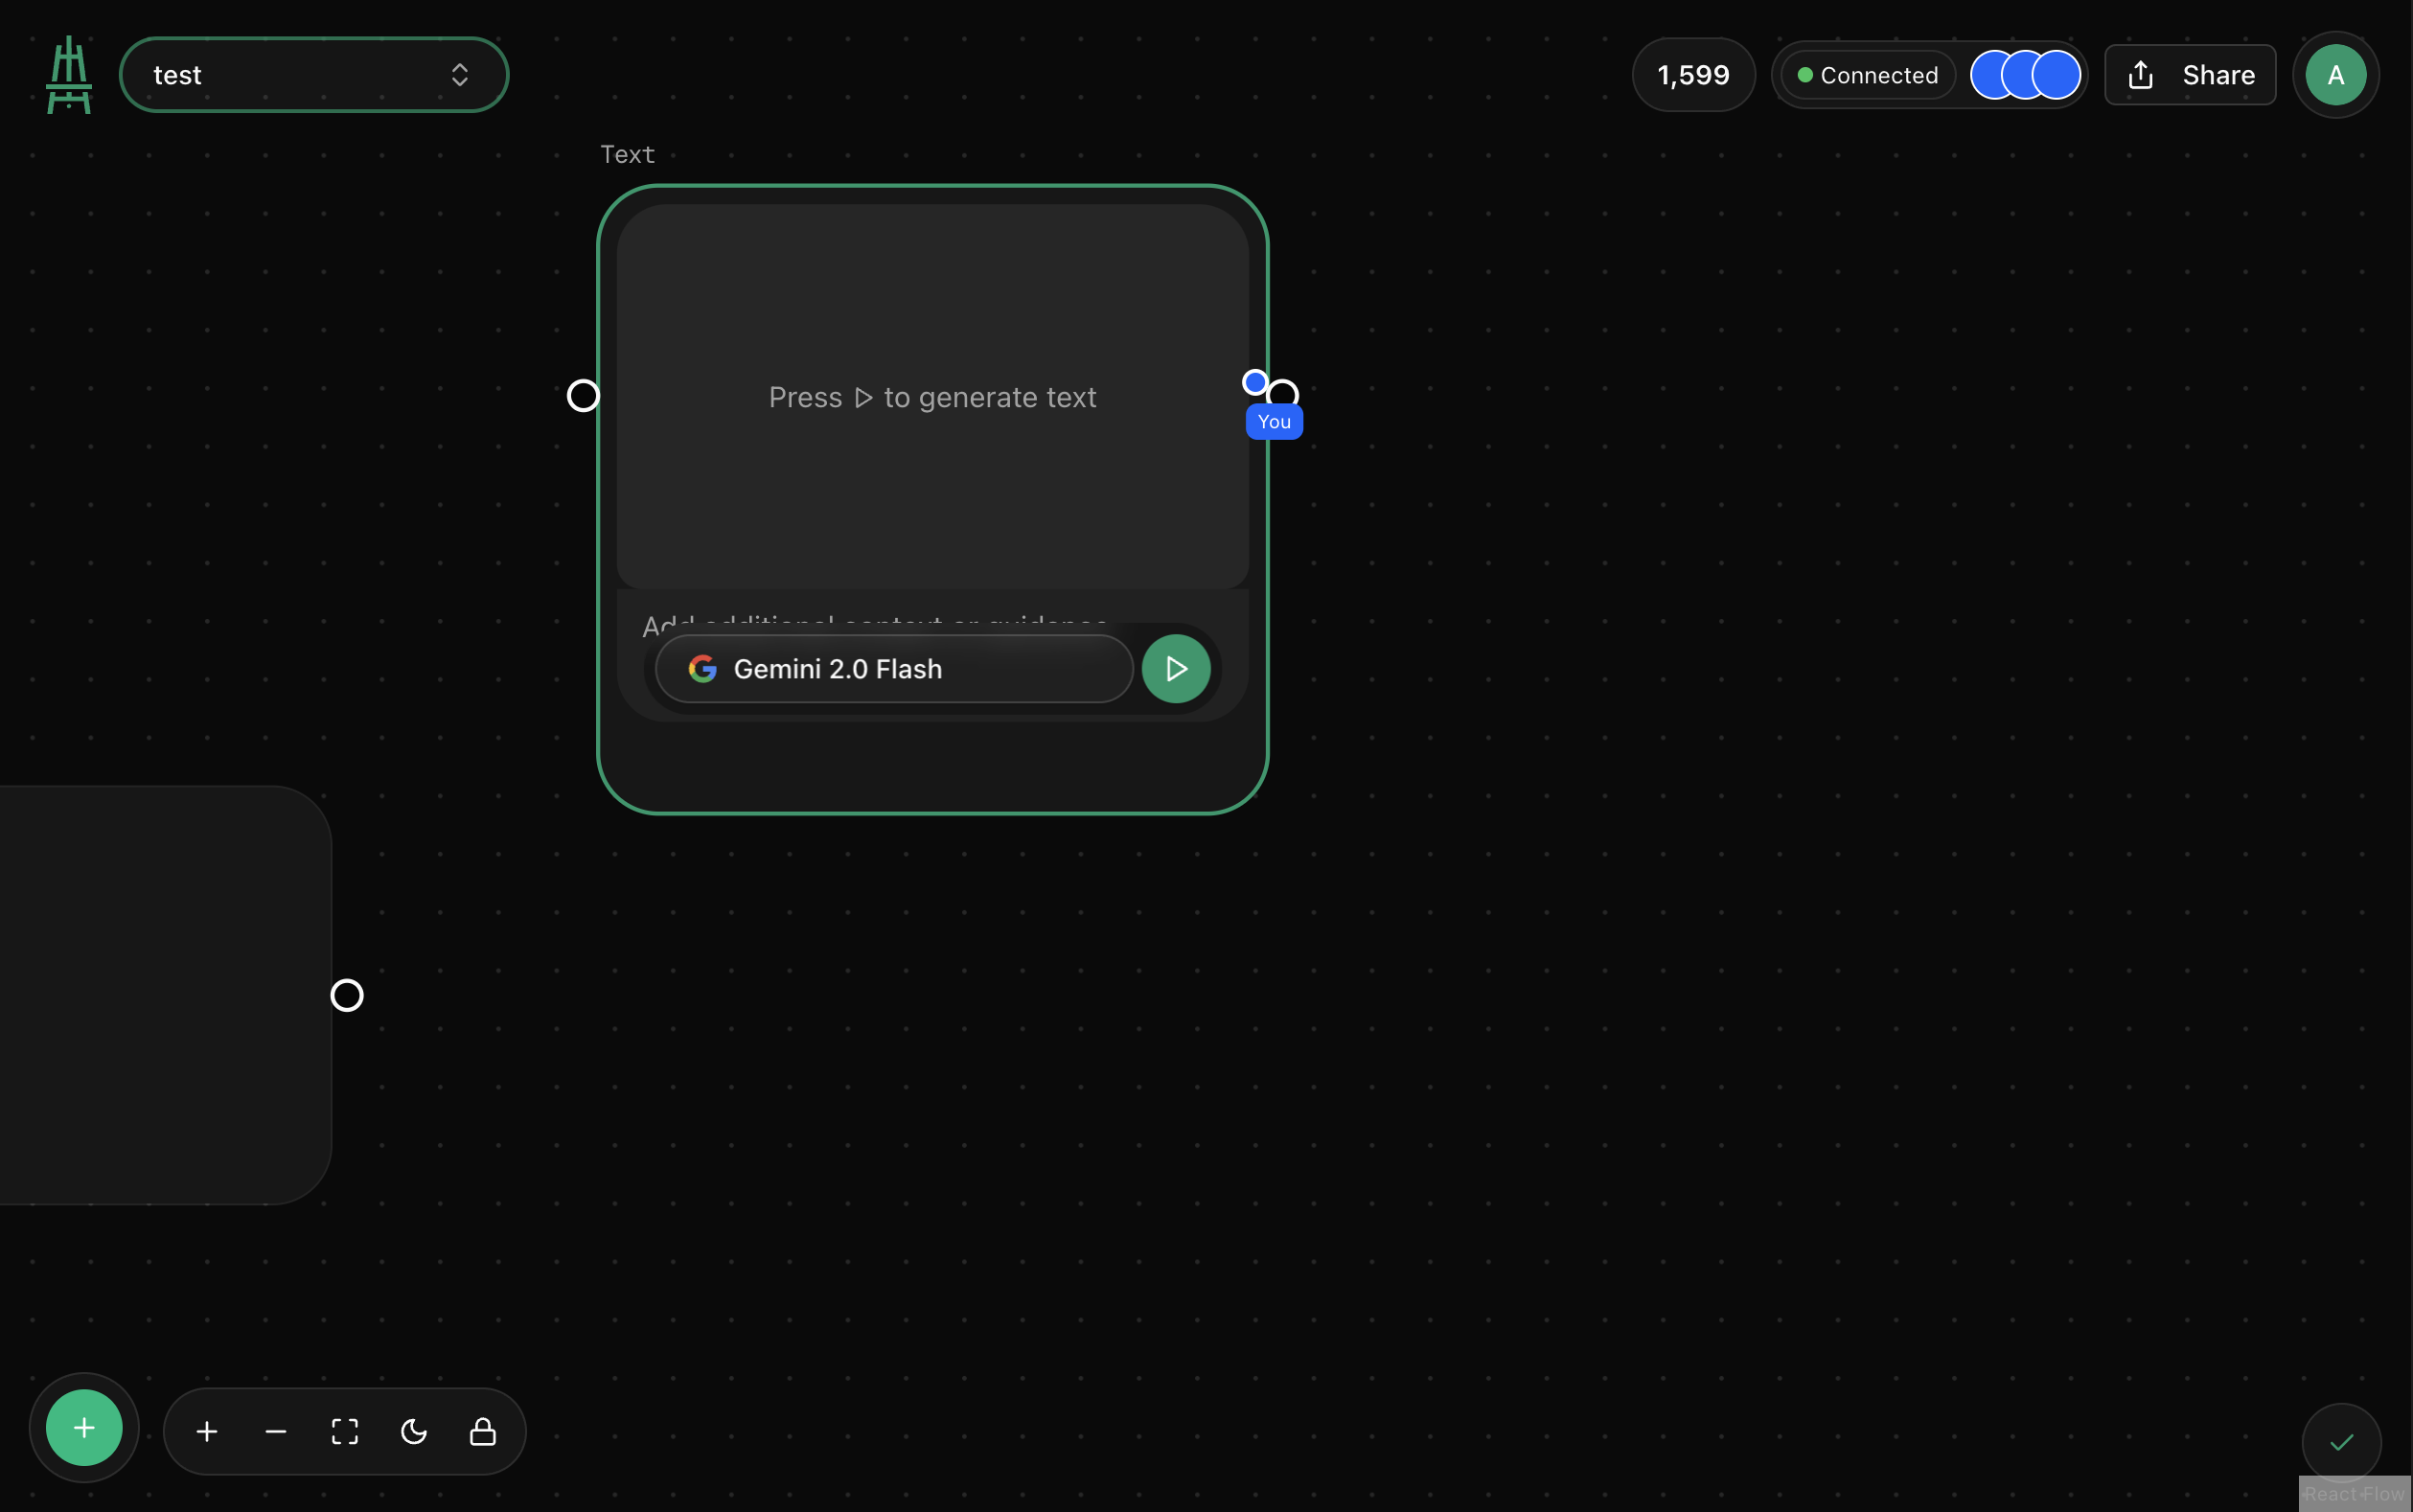 test
1,599
Connected
Share
A
Text
Press to generate text
You
Add additional context or guidance
Gemini 2.0 Flash
React Flow